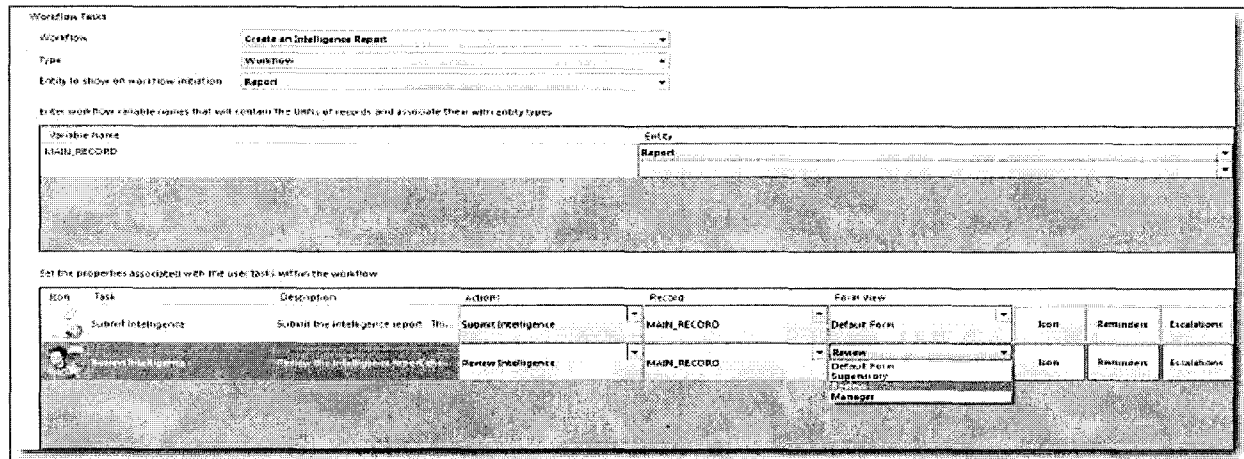 Workflow Tasks
Workflow Create an Intelligence Report
Type Workflow
Entity to show on workflow initiation Report
Enter workflow variable names that will contain the URNs of records and associate them with entity types
Variable Name Entity
MAIN_RECORD Report
Set the properties associated with the user tasks within the workflow
Icon Task Description Actions Record Form View
Submit Intelligence Submit the intelligence report. Thi... Submit Intelligence MAIN_RECORD Default Form Icon Reminders Escalations
Review Intelligence MAIN_RECORD Review Icon Reminders Escalations
Default Form
Supervisory
Manager